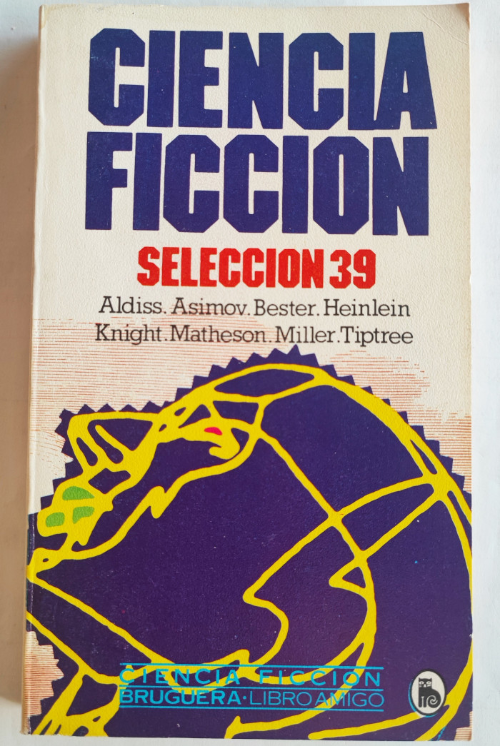 CIENCIA
FICCION
SELECCION 39
Aldiss. Asimov. Bester. Heinlein
Knight. Matheson. Miller. Tiptree
CIENCIA FICCION
BRUGUERA • LIBRO AMIGO